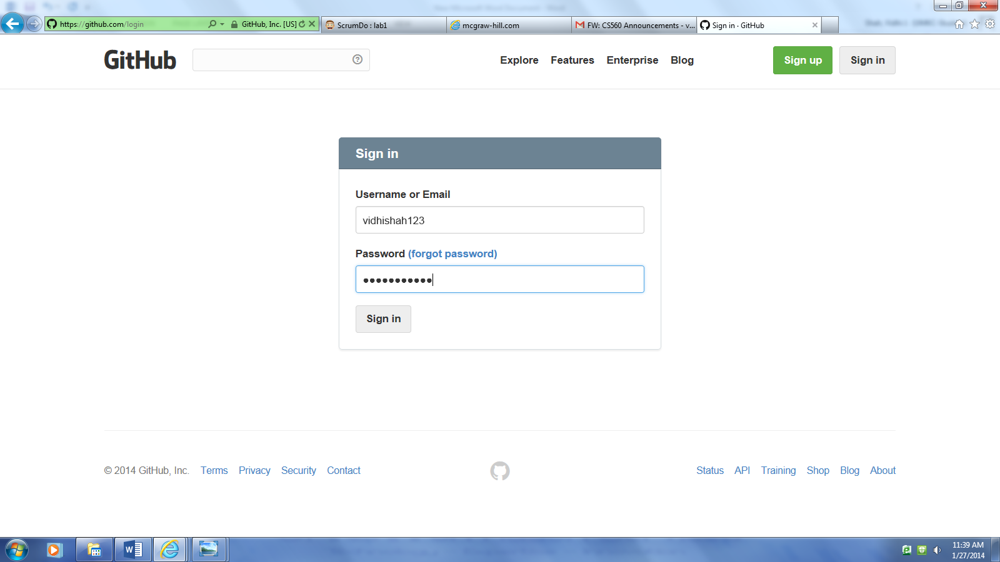 https://github.com/login
GitHub, Inc. [US]
ScrumDo : lab1
mcgraw-hill.com
FW: CS560 Announcements - v...
Sign in · GitHub
GitHub
Explore Features Enterprise Blog
Sign up Sign in
Sign in
Username or Email
vidhishah123
Password (forgot password)
Sign in
© 2014 GitHub, Inc. Terms Privacy Security Contact
Status API Training Shop Blog About
11:39 AM
1/27/2014